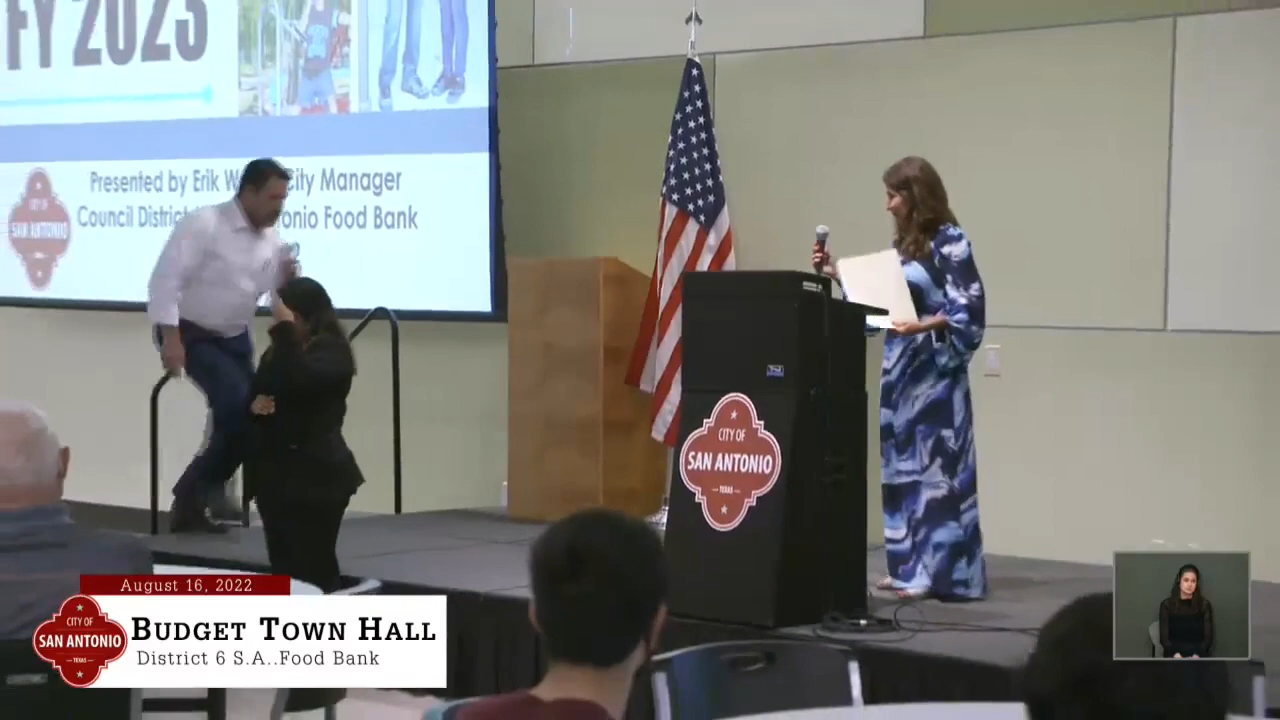 FY 2023
Presented by Erik W City Manager
Council District onio Food Bank
CITY OF
SAN ANTONIO
CITY OF
SAN ANTONIO
TEXAS
August 16, 2022
Budget Town Hall
District 6 S.A..Food Bank
CITY OF
SAN ANTONIO
TEXAS